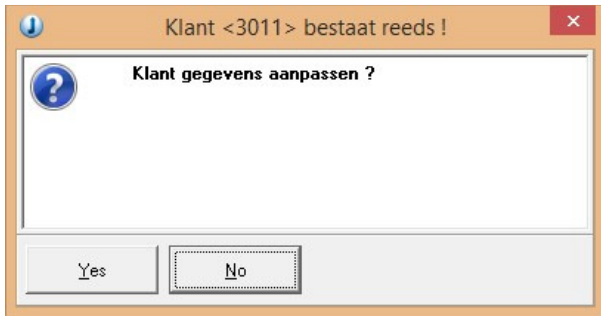 Klant <3011> bestaat reeds !
Klant gegevens aanpassen ?
Yes
No